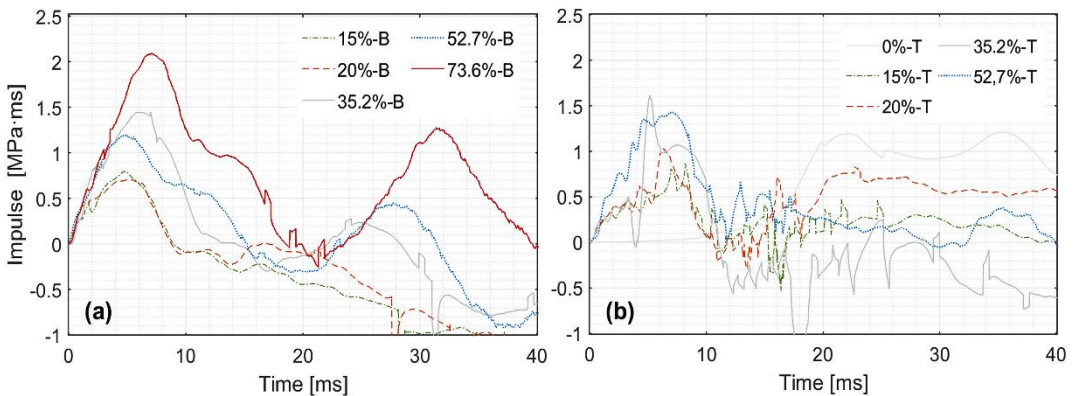 2.5
2
1.5
1
0.5
0
-0.5
-1
Impulse [MPa·ms]
15%-B
52.7%-B
20%-B
73.6%-B
35.2%-B
(a)
0
10
20
30
40
Time [ms]
2.5
2
1.5
1
0.5
0
-0.5
-1
0%-T
35.2%-T
15%-T
52,7%-T
20%-T
(b)
0
10
20
30
40
Time [ms]